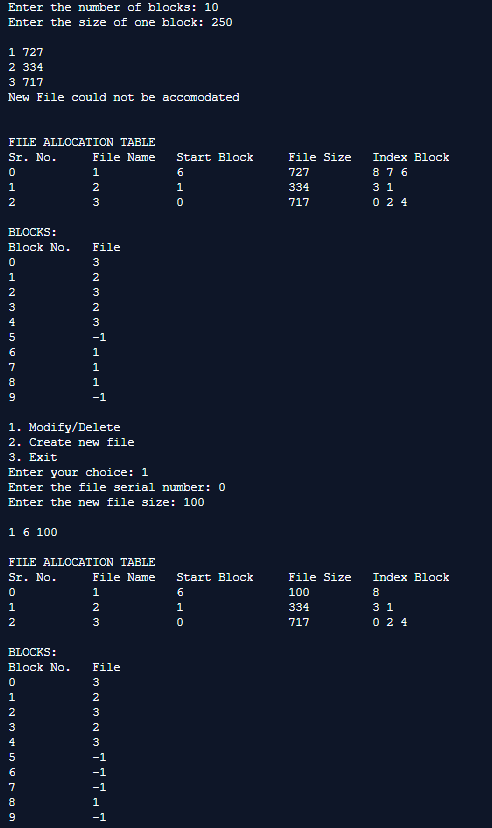 Enter the number of blocks: 10
Enter the size of one block: 250
1 727
2 334
3 717
New File could not be accomodated
FILE ALLOCATION TABLE
Sr. No. File Name Start Block File Size Index Block
0 1 6 727 8 7 6
1 2 1 334 3 1
2 3 0 717 0 2 4
BLOCKS:
Block No. File
0 3
1 2
2 3
3 2
4 3
5 -1
6 1
7 1
8 1
9 -1
1. Modify/Delete
2. Create new file
3. Exit
Enter your choice: 1
Enter the file serial number: 0
Enter the new file size: 100
1 6 100
FILE ALLOCATION TABLE
Sr. No. File Name Start Block File Size Index Block
0 1 6 100 8
1 2 1 334 3 1
2 3 0 717 0 2 4
BLOCKS:
Block No. File
0 3
1 2
2 3
3 2
4 3
5 -1
6 -1
7 -1
8 1
9 -1